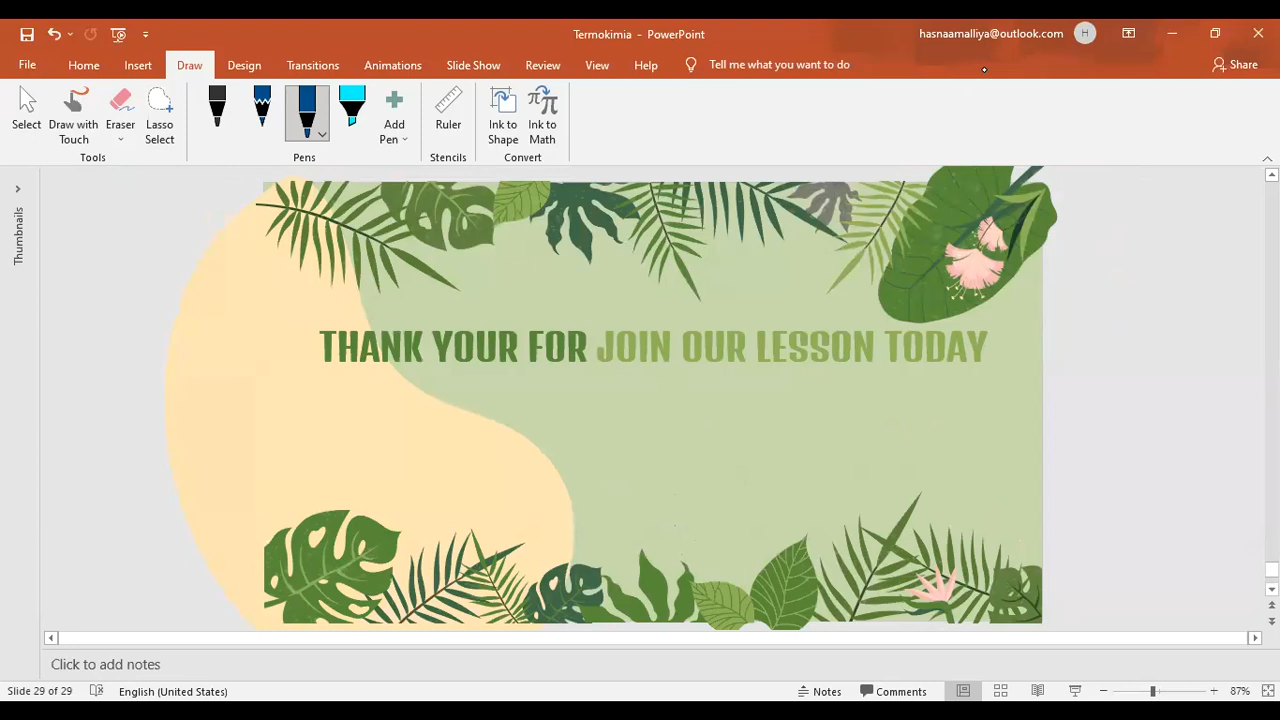 Termokimia - PowerPoint
hasnaamalliya@outlook.com
H
File
Home
Insert
Draw
Design
Transitions
Animations
Slide Show
Review
View
Help
Tell me what you want to do
Share
Select
Draw with Touch
Eraser
Lasso Select
Add Pen
Ruler
Ink to Shape
Ink to Math
Tools
Pens
Stencils
Convert
Thumbnails
THANK YOUR FOR JOIN OUR LESSON TODAY
Click to add notes
Slide 29 of 29
English (United States)
Notes
Comments
87%